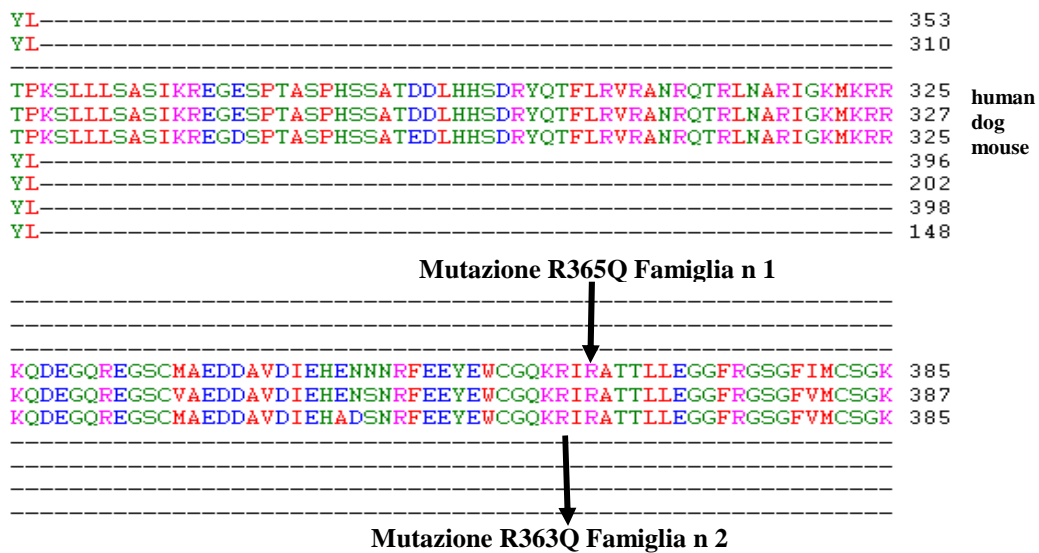 YL---------------------------------------------------------- 353
YL---------------------------------------------------------- 310
------------------------------------------------------------
TPKSLLLSASIKREGESPTASPHSSATDDLHHSDRYQTFLRVRANRQTRLNARIGKMKRR 325 human
TPKSLLLSASIKREGDSPTASPHSSATDDLHHSDRYQTFLRVRANRQTRLNARIGKMKRR 327 dog
TPKSLLLSASIKREGDSPTASPHSSATEDLHHSDRYQTFLRVRANRQTRLNARIGKMKRR 325 mouse
YL---------------------------------------------------------- 396
YL---------------------------------------------------------- 202
YL---------------------------------------------------------- 398
YL---------------------------------------------------------- 148
Mutazione R365Q Famiglia n 1
------------------------------------------------------------
------------------------------------------------------------
------------------------------------------------------------
KQDEGQREGSCMAEDDAVDIEHENNNRFEEYEWCGQKRIRATTLLEGGFRGSGFIMCSGK 385
KQDEGQREGSCVAEDDAVDIEHENSNRFEEYEWCGQKRIRATTLLEGGFRGSGFVMCSGK 387
KQDEGQREGSCMAEDDAVDIEHADSNRFEEYEWCGQKRIRATTLLEGGFRGSGFVMCSGK 385
------------------------------------------------------------
------------------------------------------------------------
------------------------------------------------------------
------------------------------------------------------------
Mutazione R363Q Famiglia n 2